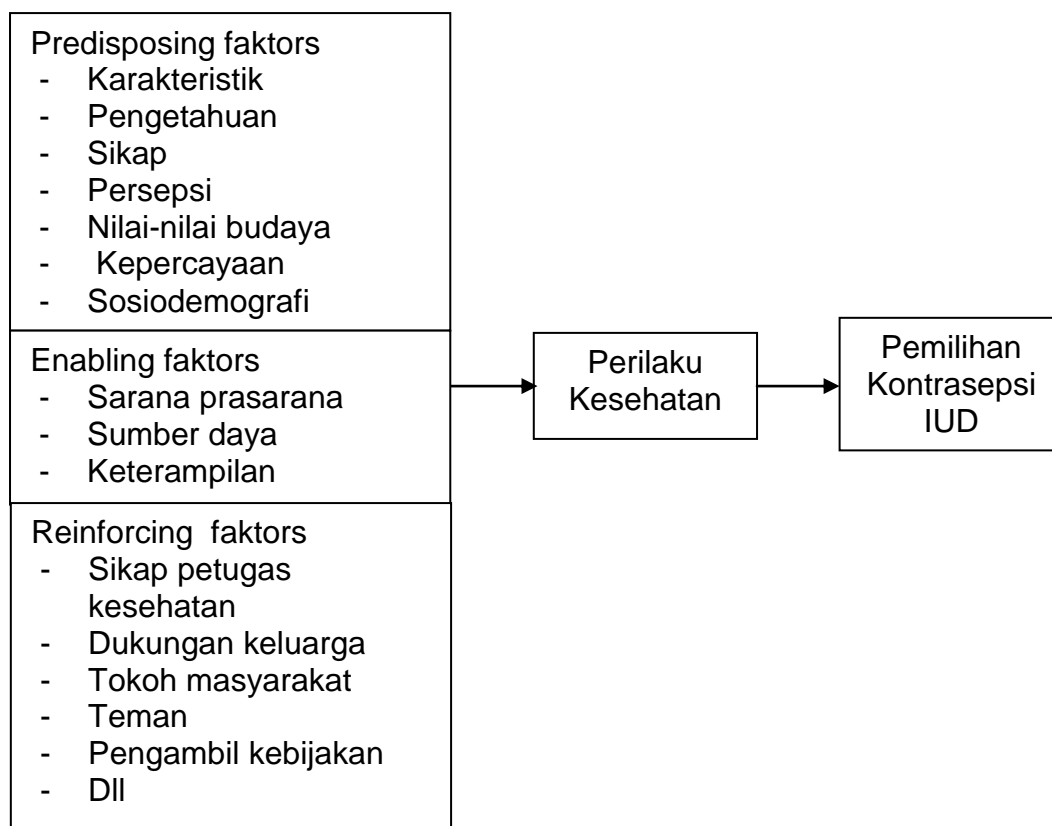 Predisposing faktors
- Karakteristik
- Pengetahuan
- Sikap
- Persepsi
- Nilai-nilai budaya
- Kepercayaan
- Sosiodemografi
Enabling faktors
- Sarana prasarana
- Sumber daya
- Keterampilan
Reinforcing faktors
- Sikap petugas
kesehatan
- Dukungan keluarga
- Tokoh masyarakat
- Teman
- Pengambil kebijakan
- Dll
Perilaku
Kesehatan
Pemilihan
Kontrasepsi
IUD